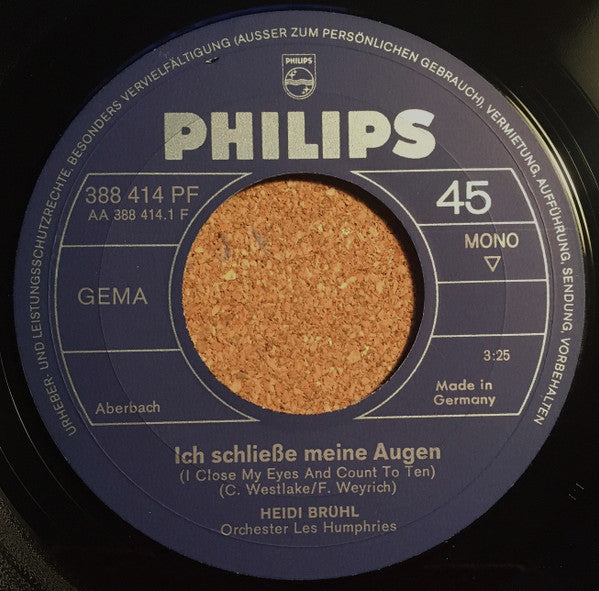 URHEBER- UND LEISTUNGSSCHUTZRECHTE, BESONDERS VERVIELFÄLTIGUNG (AUSSER ZUM PERSÖNLICHEN GEBRAUCH), VERMIETUNG, AUFFÜHRUNG, SENDUNG, VORBEHALTEN
PHILIPS
PHILIPS
388 414 PF
AA 388 414.1 F
45
MONO
GEMA
3:25
Aberbach
Made in
Germany
Ich schließe meine Augen
(I Close My Eyes And Count To Ten)
(C. Westlake/F. Weyrich)
HEIDI BRÜHL
Orchester Les Humphries